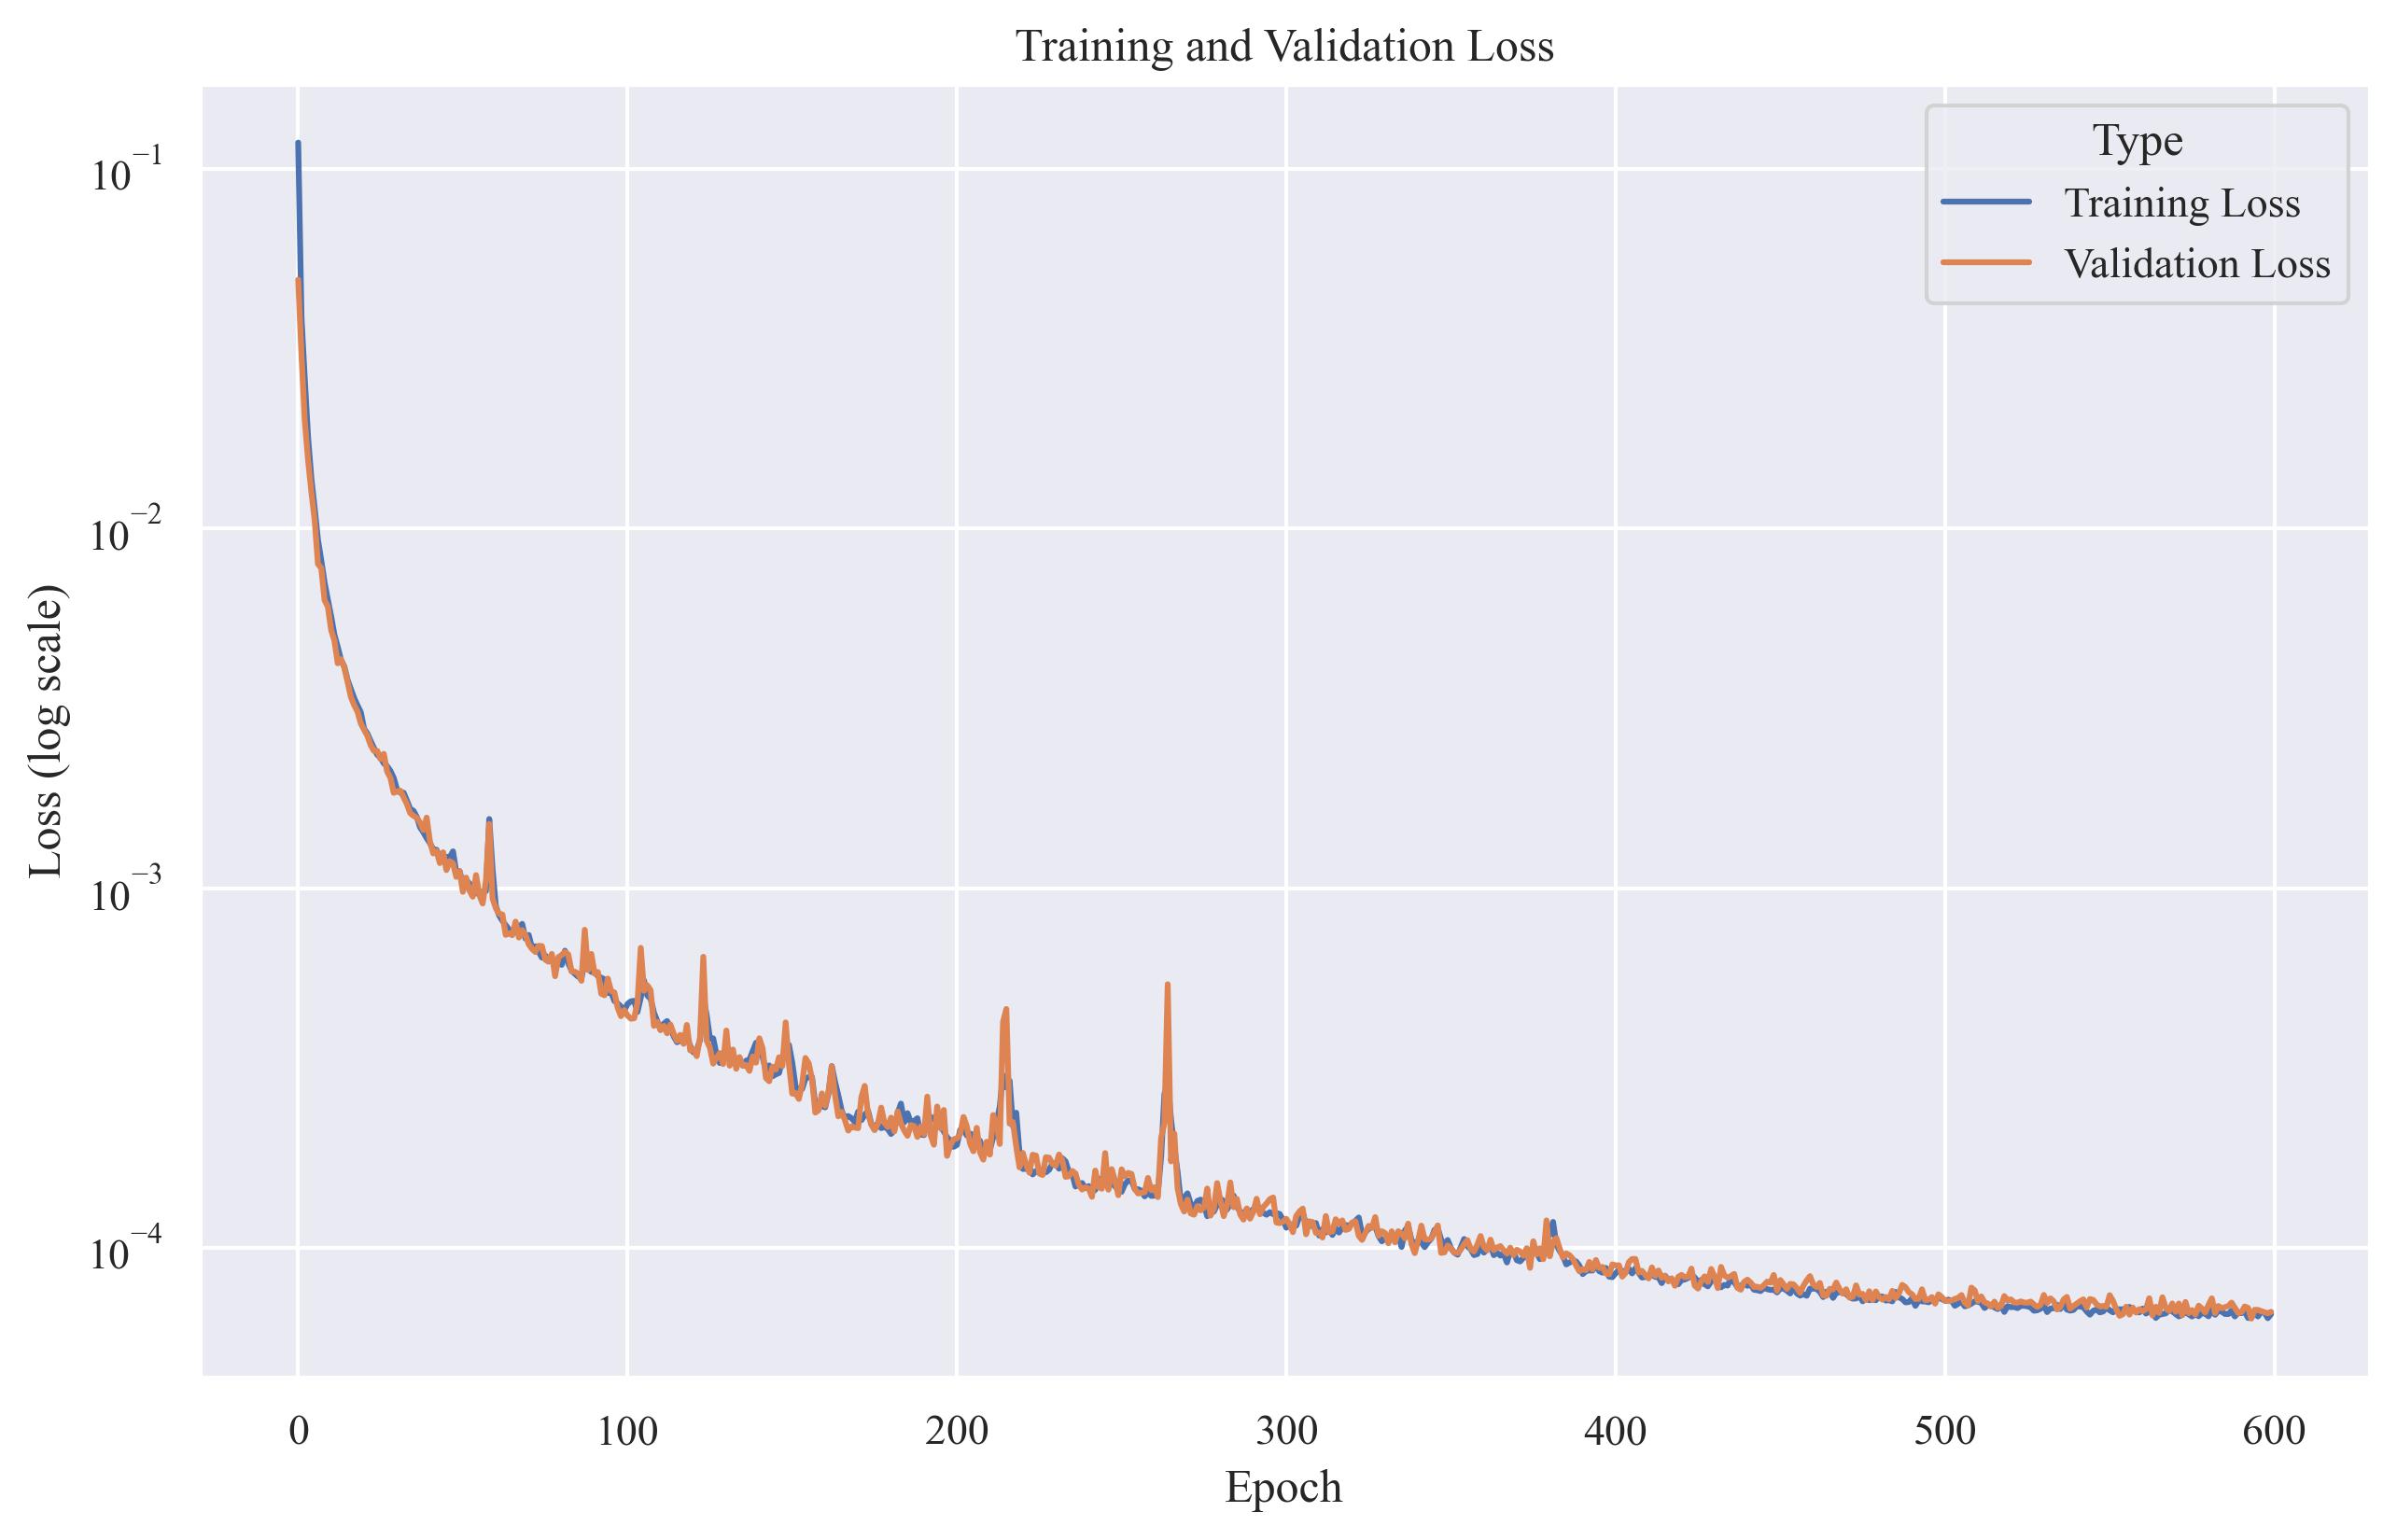 Training and Validation Loss
Type
Training Loss
Validation Loss
Loss (log scale)
10⁻¹
10⁻²
10⁻³
10⁻⁴
0 100 200 300 400 500 600
Epoch